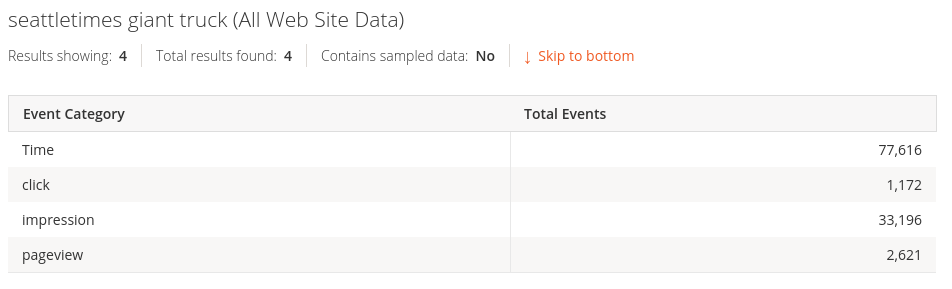 seattletimes giant truck (All Web Site Data)
Results showing: 4 Total results found: 4 Contains sampled data: No ↓ Skip to bottom
Event Category Total Events
Time 77,616
click 1,172
impression 33,196
pageview 2,621